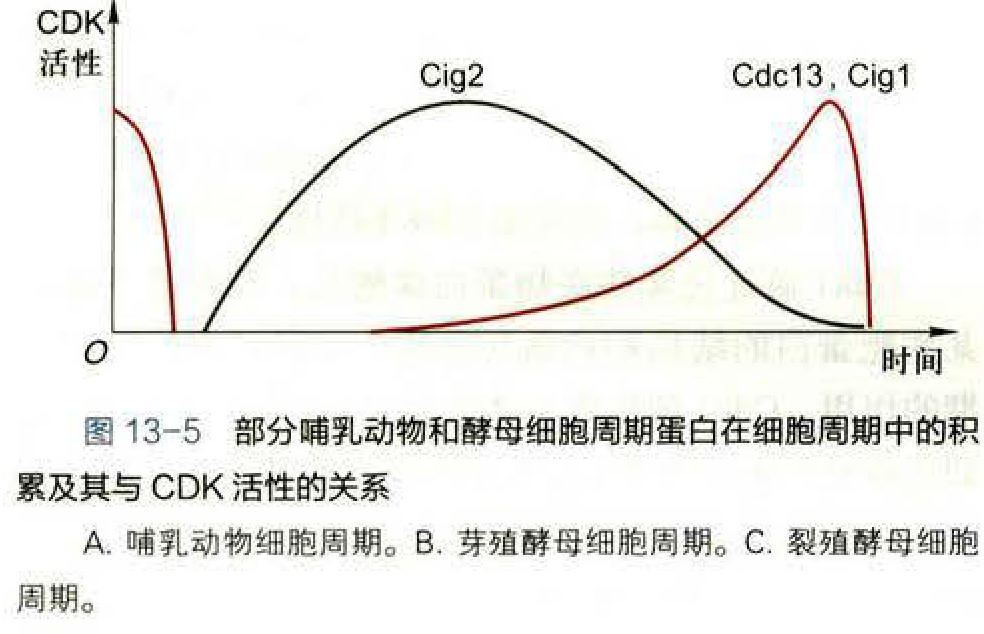 CDK
活性
Cig2
Cdc13, Cig1
O
时间
图 13-5 部分哺乳动物和酵母细胞周期蛋白在细胞周期中的积
累及其与 CDK 活性的关系
A. 哺乳动物细胞周期。B. 芽殖酵母细胞周期。C. 裂殖酵母细胞
周期。